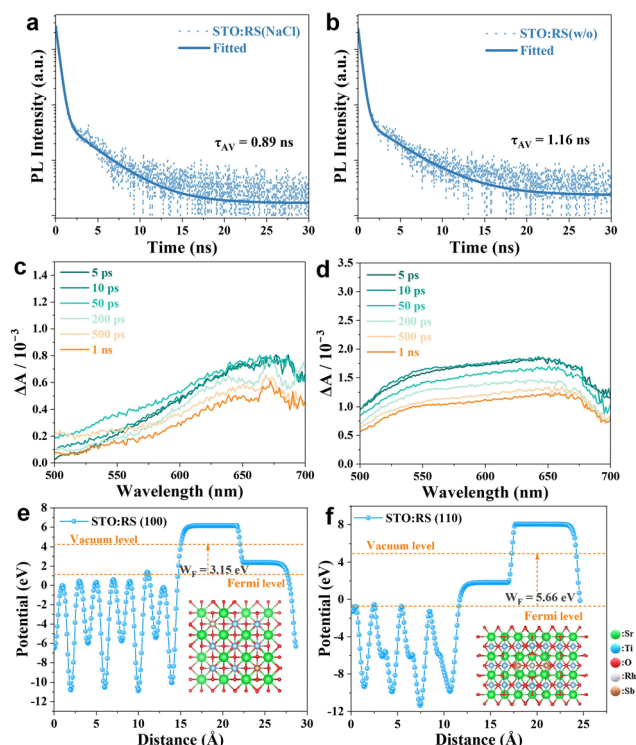 a
STO:RS(NaCl)
Fitted
τAV = 0.89 ns
PL Intensity (a.u.)
0 5 10 15 20 25 30
Time (ns)
b
STO:RS(w/o)
Fitted
τAV = 1.16 ns
PL Intensity (a.u.)
0 5 10 15 20 25 30
Time (ns)
c
5 ps
10 ps
50 ps
200 ps
500 ps
1 ns
ΔA / 10⁻³
1.4
1.2
1.0
0.8
0.6
0.4
0.2
0.0
500 550 600 650 700
Wavelength (nm)
d
5 ps
10 ps
50 ps
200 ps
500 ps
1 ns
ΔA / 10⁻³
3.5
3.0
2.5
2.0
1.5
1.0
0.5
0.0
500 550 600 650 700
Wavelength (nm)
e
STO:RS (100)
Vacuum level
WF = 3.15 eV
Fermi level
Potential (eV)
10
8
6
4
2
0
-2
-4
-6
-8
-10
-12
0 5 10 15 20 25 30
Distance (Å)
f
STO:RS (110)
Vacuum level
WF = 5.66 eV
Fermi level
Potential (eV)
8
4
0
-4
-8
-12
0 5 10 15 20 25
Distance (Å)
:Sr
:Ti
:O
:Rh
:Sb